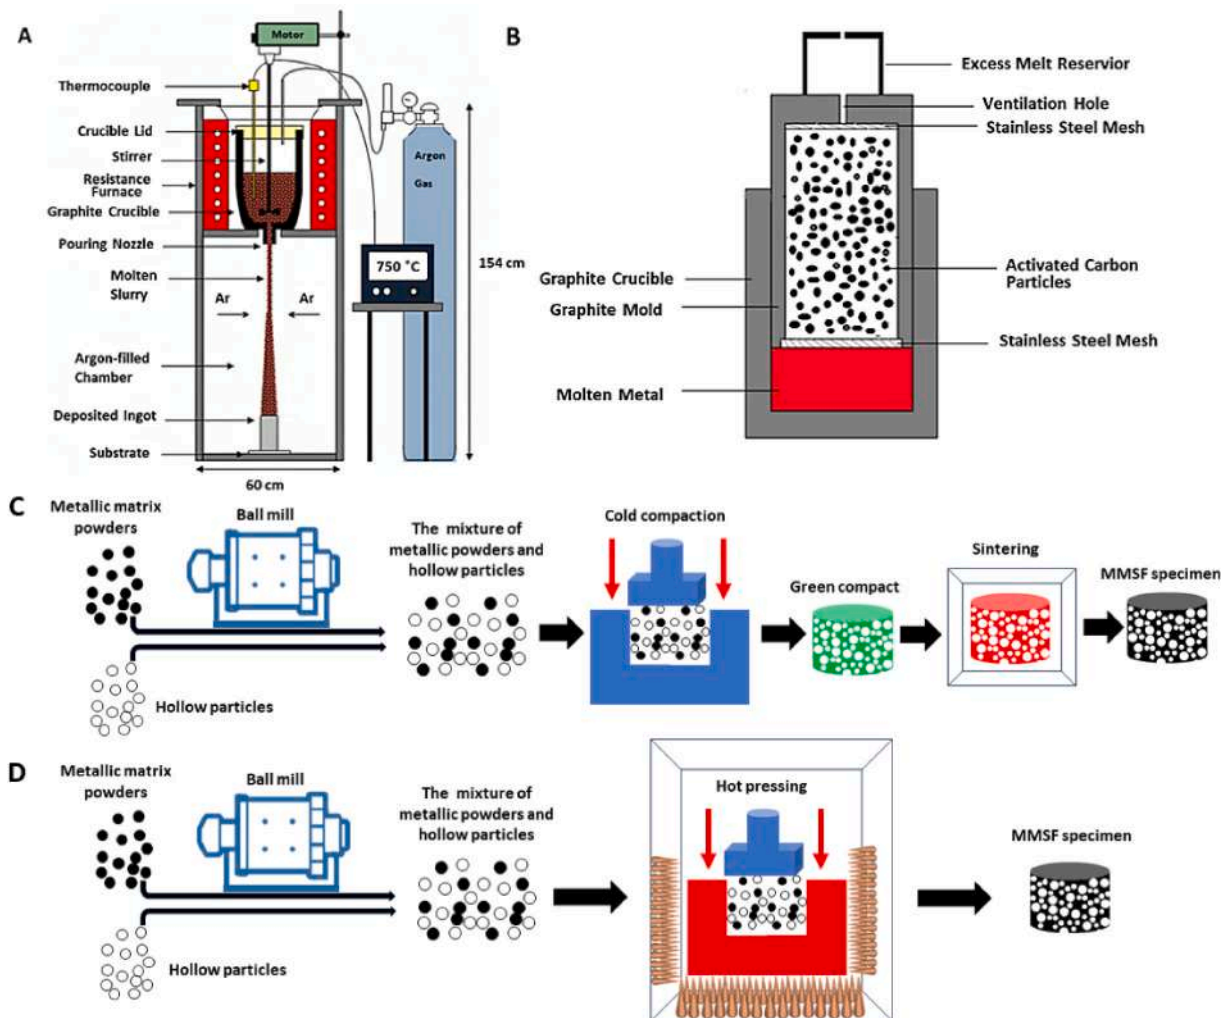 A
Motor
Thermocouple
Crucible Lid
Stirrer
Resistance
Furnace
Graphite Crucible
Pouring Nozzle
Molten
Slurry
Ar
Ar
Argon-filled
Chamber
Deposited Ingot
Substrate
60 cm
750 °C
Argon
Gas
154 cm
B
Excess Melt Reservior
Ventilation Hole
Stainless Steel Mesh
Graphite Crucible
Graphite Mold
Activated Carbon
Particles
Stainless Steel Mesh
Molten Metal
C
Metallic matrix
powders
Ball mill
Hollow particles
The mixture of
metallic powders and
hollow particles
Cold compaction
Green compact
Sintering
MMSF specimen
D
Metallic matrix
powders
Ball mill
Hollow particles
The mixture of
metallic powders and
hollow particles
Hot pressing
MMSF specimen